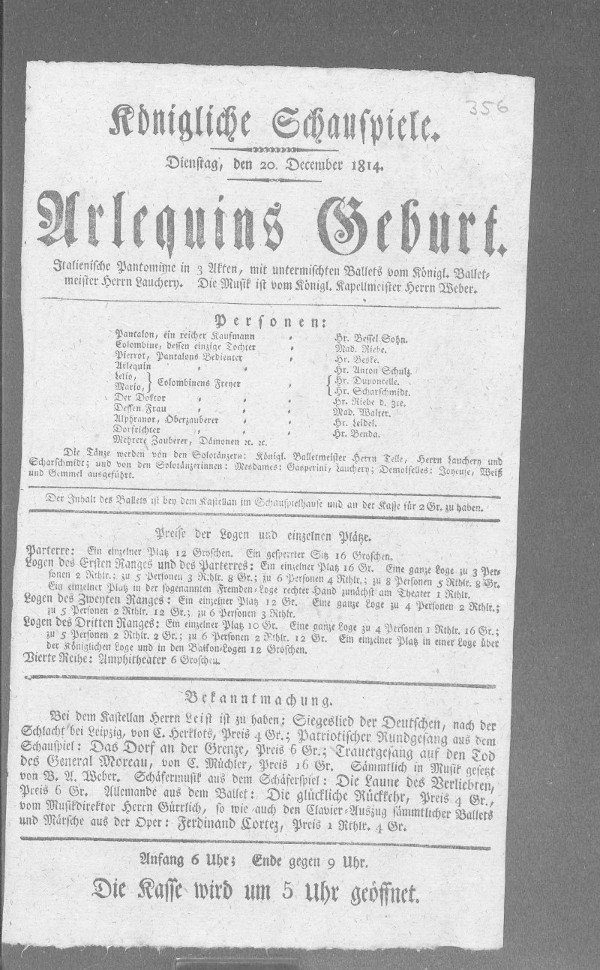 356
Königliche Schauspiele.
Dienstag, den 20. December 1814.
Arlequins Geburt.
Italienische Pantomime in 3 Akten, mit untermischten Ballets vom Königl. Ballet-
meister Herrn Lauchery. Die Musik ist vom Königl. Kapellmeister Herrn Weber.
Personen:
Pantalon, ein reicher Kaufmann Hr. Bessel Sohn.
Colombine, dessen einzige Tochter Mad. Riebe.
Pierrot, Pantalons Bedienter Hr. Beske.
Arlequin Hr. Anton Schulz.
Lelio, } Colombinens Freyer { Hr. Duponcelle.
Mario, } { Hr. Scharschmidt.
Der Doktor Hr. Riebe d. 3te.
Dessen Frau Mad. Walter.
Alphranor, Oberzauberer Hr. Leidel.
Dorfrichter Hr. Benda.
Mehrere Zauberer, Dämonen ꝛc. ꝛc.
Die Tänze werden von den Solotänzern: Königl. Balletmeister Herrn Telle, Herrn Lauchery und
Scharschmidt; und von den Solotänzerinnen: Mesdames: Gasperini, Lauchery; Demoiselles: Joyeuse, Weiß
und Gemmel ausgeführt.
Der Inhalt des Ballets ist bey dem Kastellan im Schauspielhause und an der Kasse für 2 Gr. zu haben.
Preise der Logen und einzelnen Plätze.
Parterre: Ein einzelner Platz 12 Groschen. Ein gesperrter Sitz 16 Groschen.
Logen des Ersten Ranges und des Parterres: Ein einzelner Platz 16 Gr. Eine ganze Loge zu 3 Per-
sonen 2 Rthlr.; zu 5 Personen 3 Rthlr. 8 Gr.; zu 6 Personen 4 Rthlr.; zu 8 Personen 5 Rthlr. 8 Gr.
Ein einzelner Platz in der sogenannten Fremden-Loge rechter Hand zunächst am Theater 1 Rthlr.
Logen des Zweyten Ranges: Ein einzelner Platz 12 Gr. Eine ganze Loge zu 4 Personen 2 Rthlr.;
zu 5 Personen 2 Rthlr. 12 Gr.; zu 6 Personen 3 Rthlr.
Logen des Dritten Ranges: Ein einzelner Platz 10 Gr. Eine ganze Loge zu 4 Personen 1 Rthlr. 16 Gr.;
zu 5 Personen 2 Rthlr. 2 Gr.; zu 6 Personen 2 Rthlr. 12 Gr. Ein einzelner Platz in einer Loge über
der Königlichen Loge und in den Balkon-Logen 12 Groschen.
Vierte Reihe: Amphitheater 6 Groschen.
Bekanntmachung.
Bei dem Kastellan Herrn Leist ist zu haben: Siegeslied der Deutschen, nach der
Schlacht bei Leipzig, von C. Herklots, Preis 4 Gr.; Patriotischer Rundgesang aus dem
Schauspiel: Das Dorf an der Grenze, Preis 6 Gr.; Trauergesang auf den Tod
des General Moreau, von C. Müchler, Preis 16 Gr. Sämmtlich in Musik gesetzt
von B. A. Weber. Schäfermusik aus dem Schäferspiel: Die Laune des Verliebten,
Preis 6 Gr. Allemande aus dem Ballet: Die glückliche Rückkehr, Preis 4 Gr.,
vom Musikdirektor Herrn Gürrlich, so wie auch den Clavier-Auszug sämmtlicher Ballets
und Märsche aus der Oper: Ferdinand Cortez, Preis 1 Rthlr. 4 Gr.
Anfang 6 Uhr; Ende gegen 9 Uhr.
Die Kasse wird um 5 Uhr geöffnet.